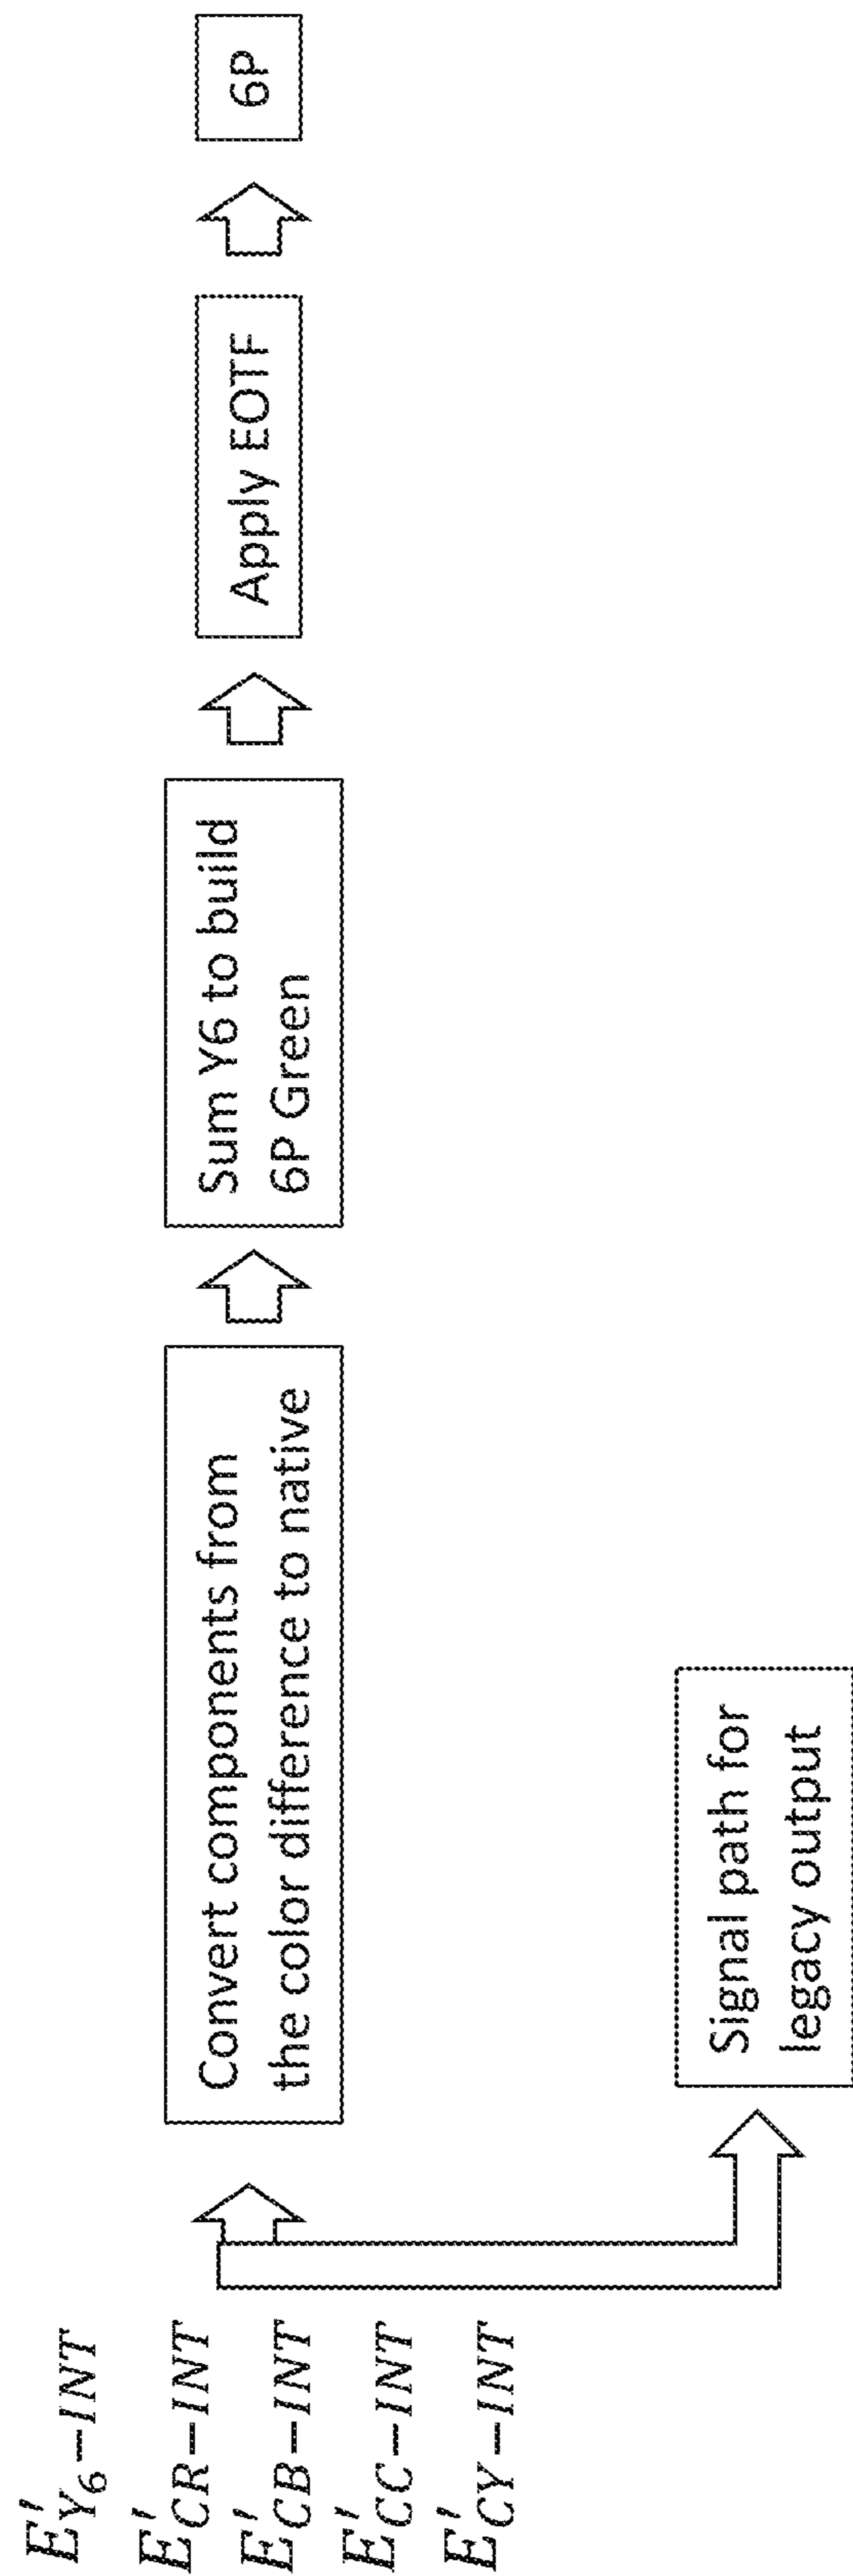 E′Y₆−INT
E′CR−INT
E′CB−INT
E′CC−INT
E′CY−INT
Convert components from
the color difference to native
Sum Y6 to build
6P Green
Apply EOTF
6P
Signal path for
legacy output